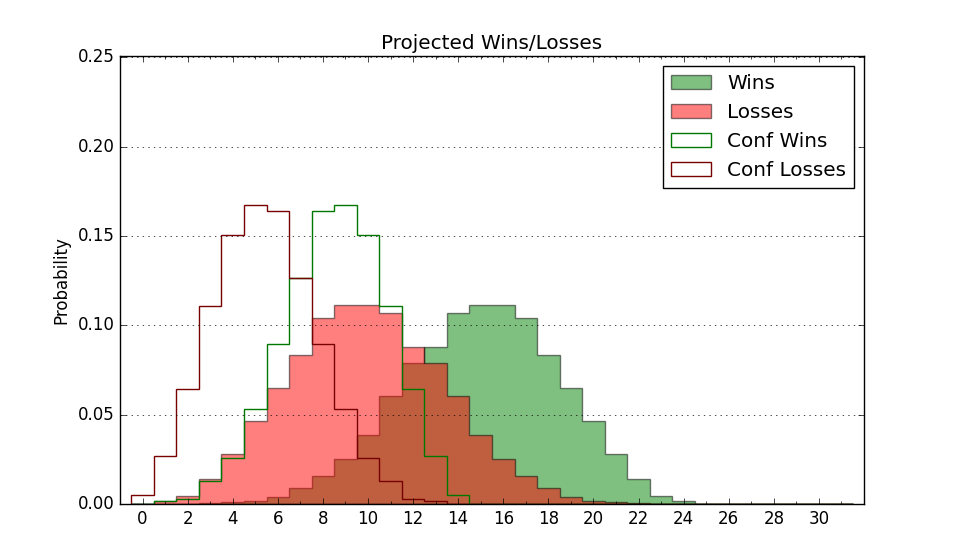 Projected Wins/Losses
0.25
0.20
0.15
0.10
0.05
0.00
Probability
Wins
Losses
Conf Wins
Conf Losses
0 2 4 6 8 10 12 14 16 18 20 22 24 26 28 30